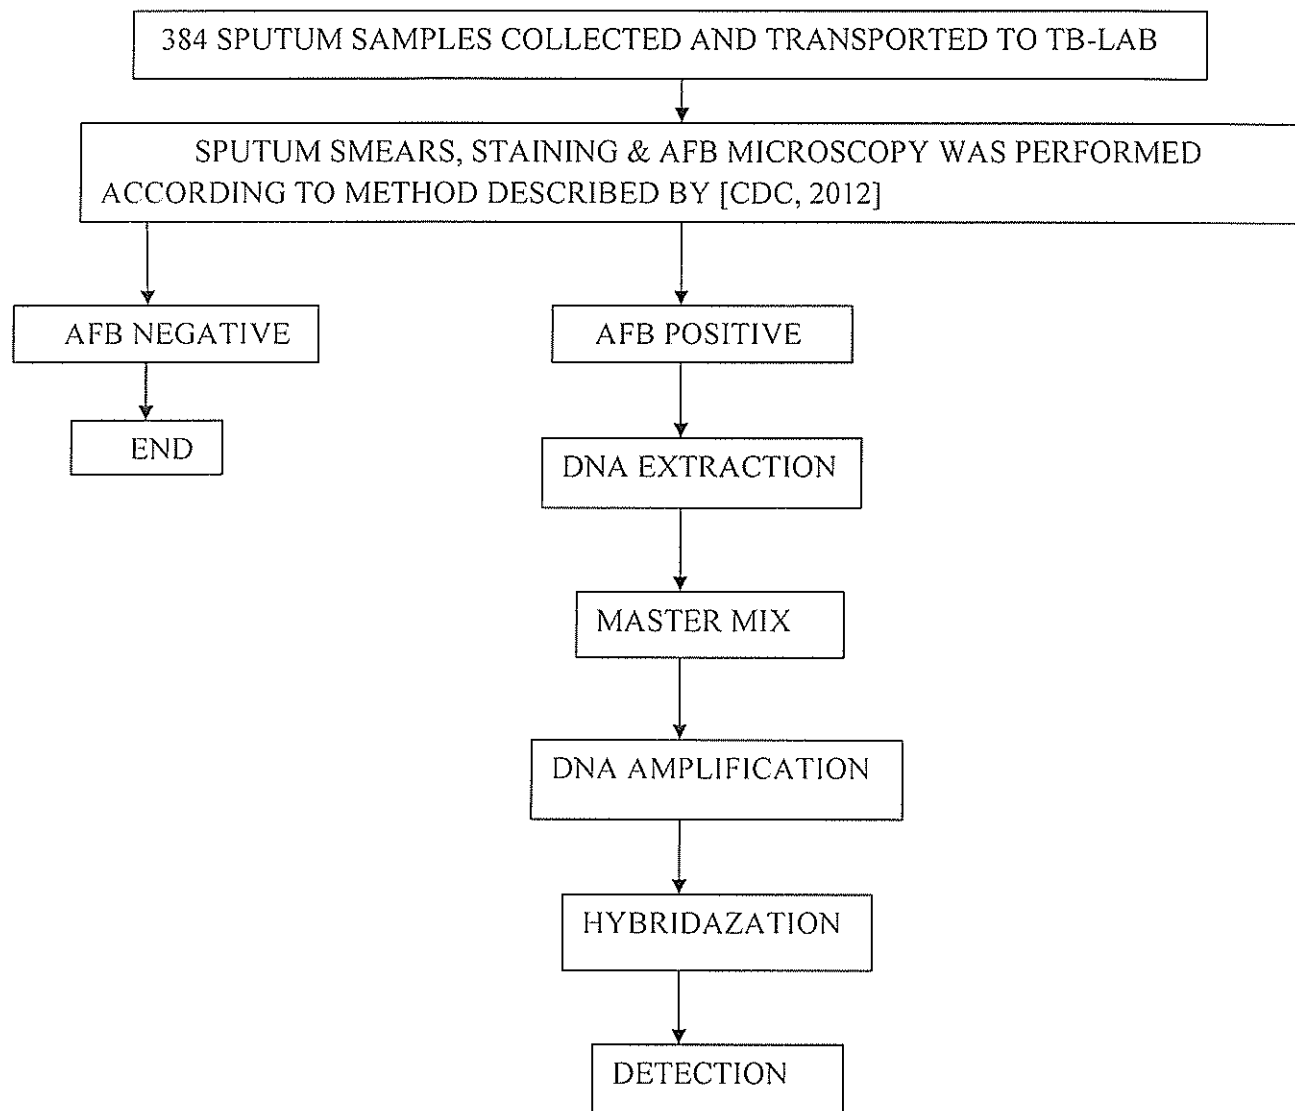 384 SPUTUM SAMPLES COLLECTED AND TRANSPORTED TO TB-LAB
SPUTUM SMEARS, STAINING & AFB MICROSCOPY WAS PERFORMED
ACCORDING TO METHOD DESCRIBED BY [CDC, 2012]
AFB NEGATIVE
AFB POSITIVE
END
DNA EXTRACTION
MASTER MIX
DNA AMPLIFICATION
HYBRIDAZATION
DETECTION